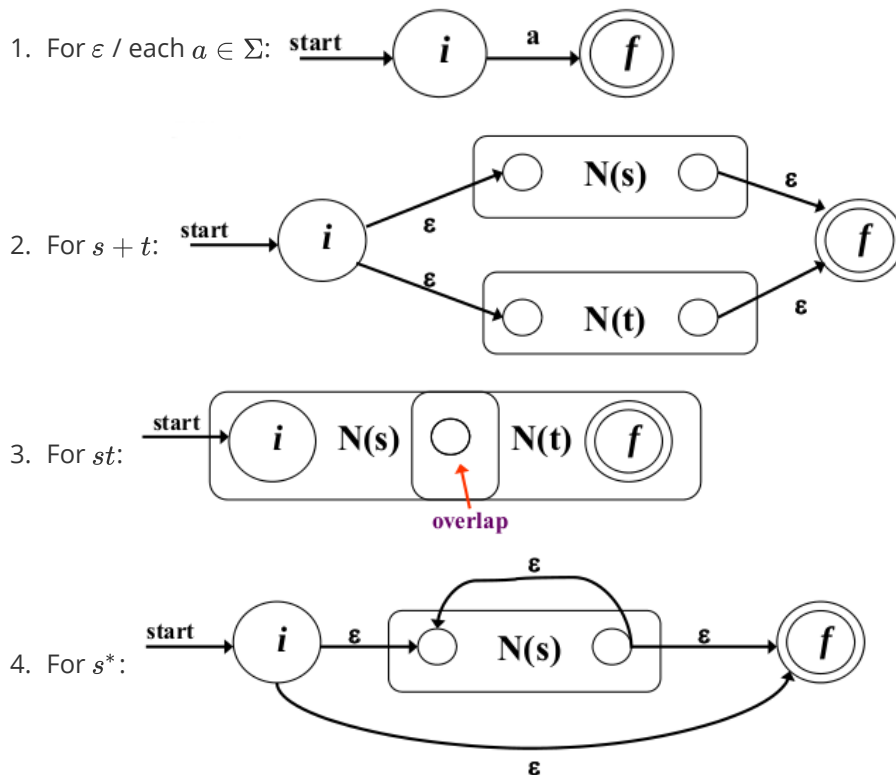 1. For ε / each a ∈ Σ: start i a f
N(s)
ε ε
2. For s + t: start i f
ε ε
N(t)
start i N(s) N(t) f
3. For st:
overlap
ε
start i ε N(s) ε f
4. For s*:
ε